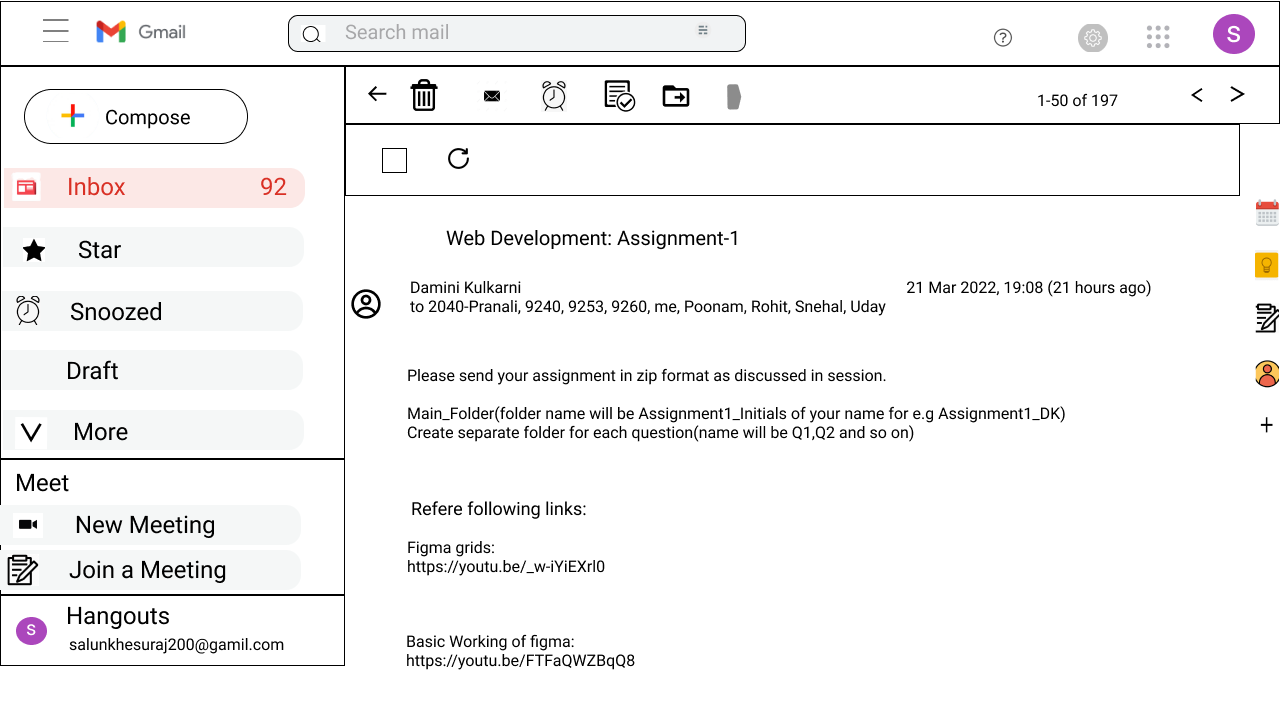 Gmail
Search mail
S
Compose
1-50 of 197
Inbox 92
Star
Snoozed
Draft
More
Meet
New Meeting
Join a Meeting
S
Hangouts
salunkhesuraj200@gamil.com
Web Development: Assignment-1
Damini Kulkarni 21 Mar 2022, 19:08 (21 hours ago)
to 2040-Pranali, 9240, 9253, 9260, me, Poonam, Rohit, Snehal, Uday
Please send your assignment in zip format as discussed in session.
Main_Folder(folder name will be Assignment1_Initials of your name for e.g Assignment1_DK)
Create separate folder for each question(name will be Q1,Q2 and so on)
Refere following links:
Figma grids:
https://youtu.be/_w-iYiEXrl0
Basic Working of figma:
https://youtu.be/FTFaQWZBqQ8